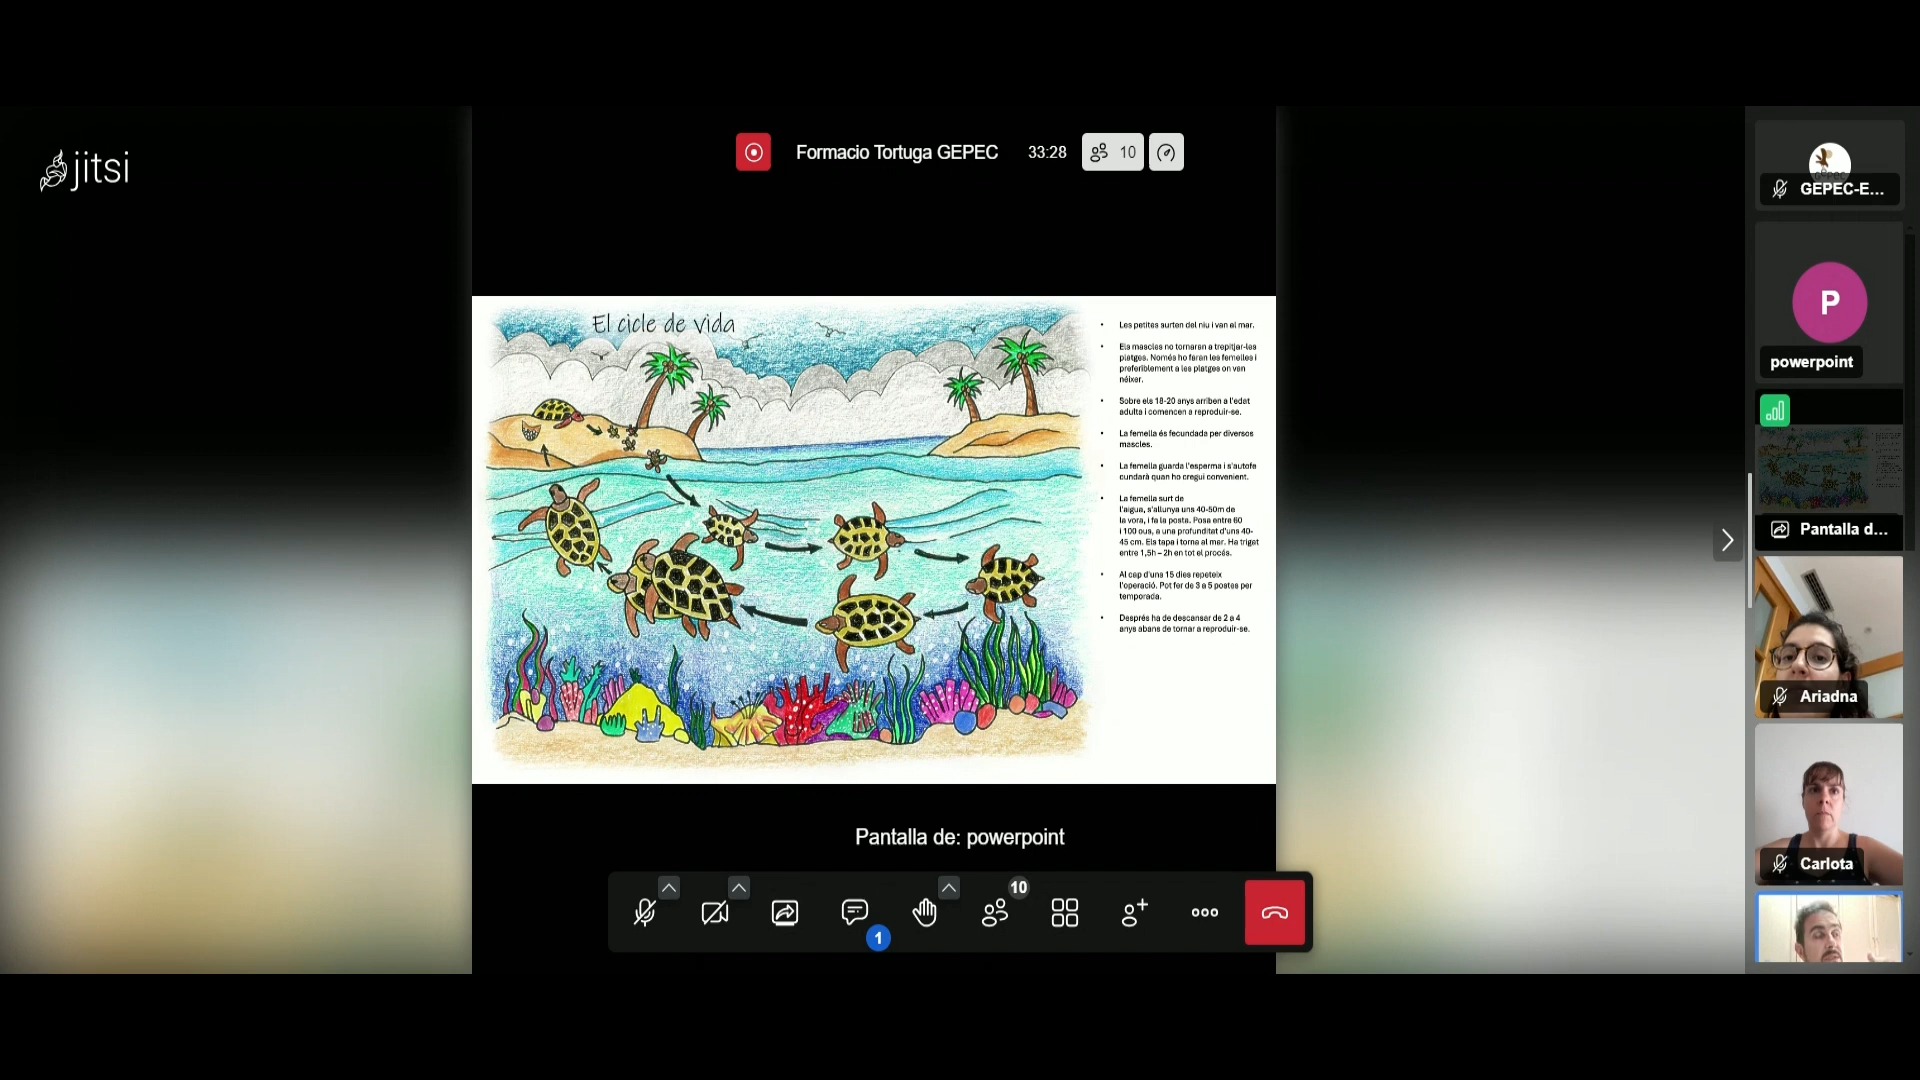 jitsi
Formacio Tortuga GEPEC
33:28
10
El cicle de vida
• Les petites surten del niu i van al mar.
• Els mascles no tornaran a trepitjar-les
platges. Només ho faran les femelles i
preferiblement a les platges on van
néixer.
• Sobre els 18-20 anys arriben a l'edat
adulta i comencen a reproduir-se.
• La femella és fecundada per diversos
mascles.
• La femella guarda l'esperma i s'autofe
cundarà quan ho cregui convenient.
• La femella surt de
l'aigua, s'allunya uns 40-50m de
la vora, i fa la posta. Posa entre 60
i 100 ous, a una profunditat d'uns 40-
45 cm. Els tapa i torna al mar. Ha trigat
entre 1,5h – 2h en tot el procés.
• Al cap d'uns 15 dies repeteix
l'operació. Pot fer de 3 a 5 postes per
temporada.
• Després ha de descansar de 2 a 4
anys abans de tornar a reproduir-se.
Pantalla de: powerpoint
10
1
GEPEC-E...
P
powerpoint
Pantalla d...
Ariadna
Carlota